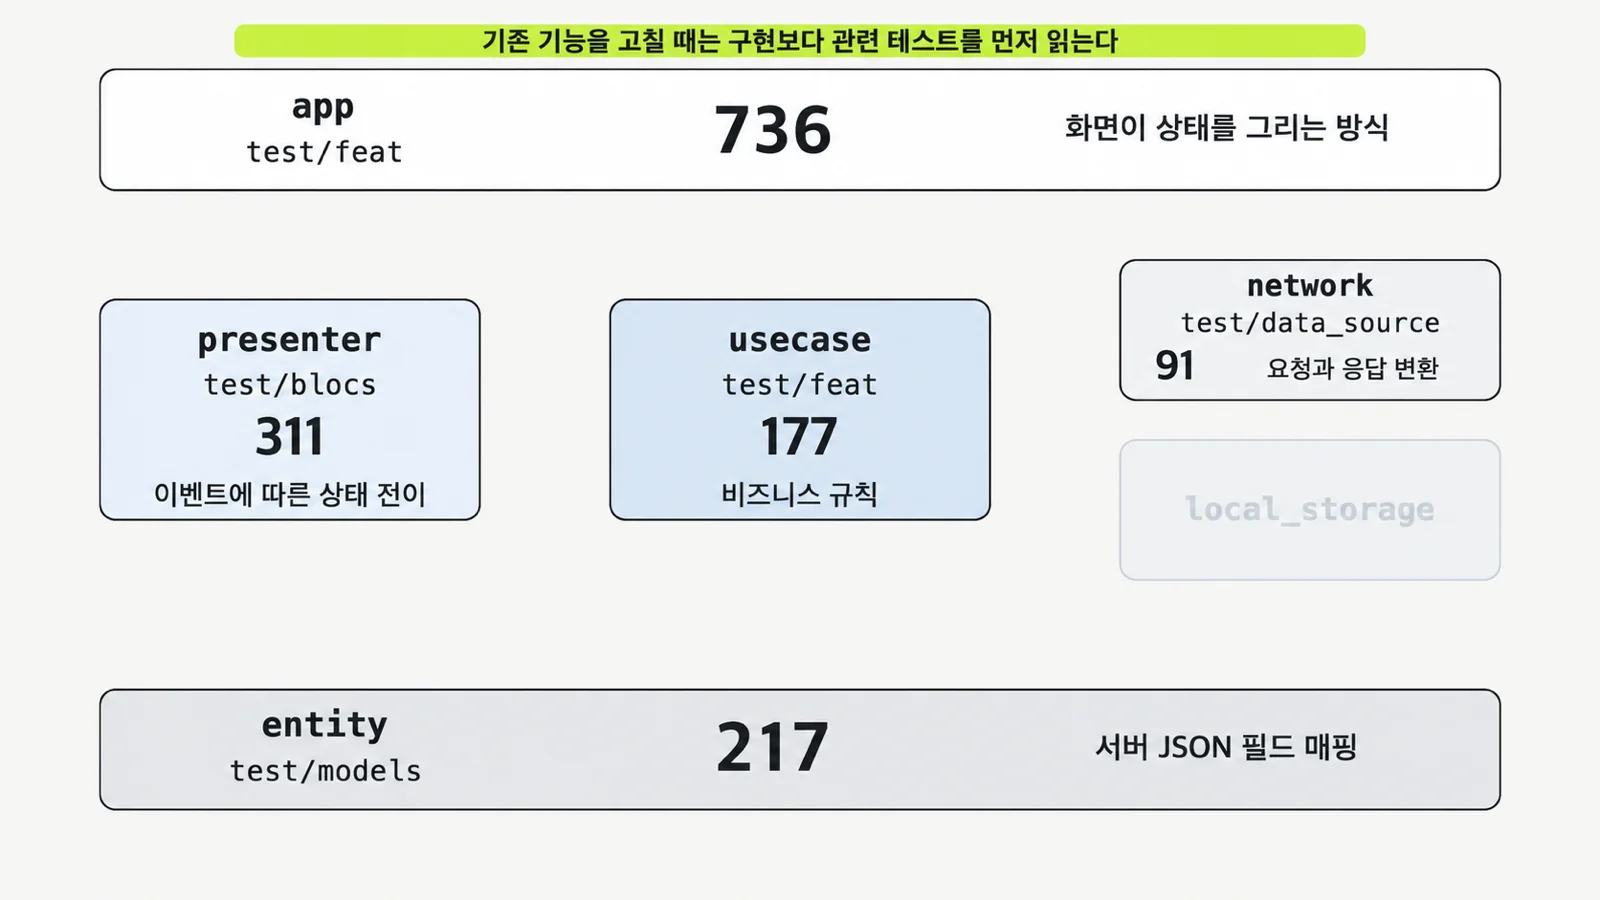 기존 기능을 고칠 때는 구현보다 관련 테스트를 먼저 읽는다
app
test/feat
736
화면이 상태를 그리는 방식
presenter
test/blocs
311
이벤트에 따른 상태 전이
usecase
test/feat
177
비즈니스 규칙
network
test/data_source
91 요청과 응답 변환
local_storage
entity
test/models
217
서버 JSON 필드 매핑